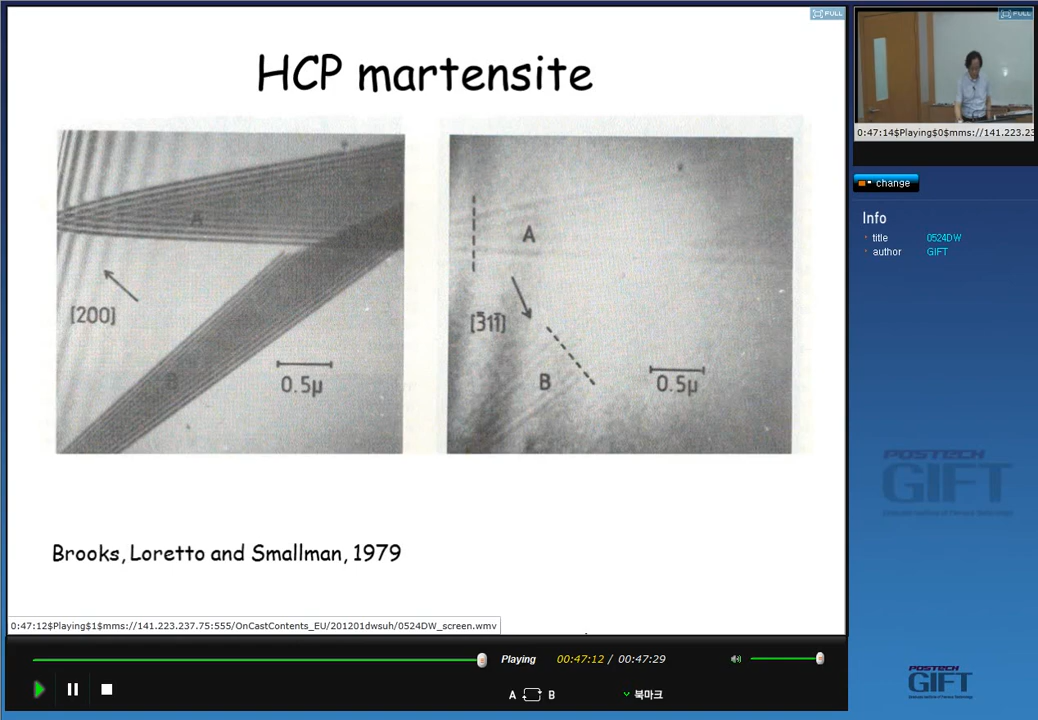 FULL
HCP martensite
A
[200]
B
0.5μ
A
[3̅11̅]
B
0.5μ
Brooks, Loretto and Smallman, 1979
0:47:12$Playing$1$mms://141.223.237.75:555/OnCastContents_EU/201201dwsuh/0524DW_screen.wmv
Playing
00:47:12 / 00:47:29
A B
북마크
FULL
0:47:14$Playing$0$mms://141.223.23
change
Info
title 0524DW
author GIFT
POSTECH
GIFT
POSTECH
GIFT